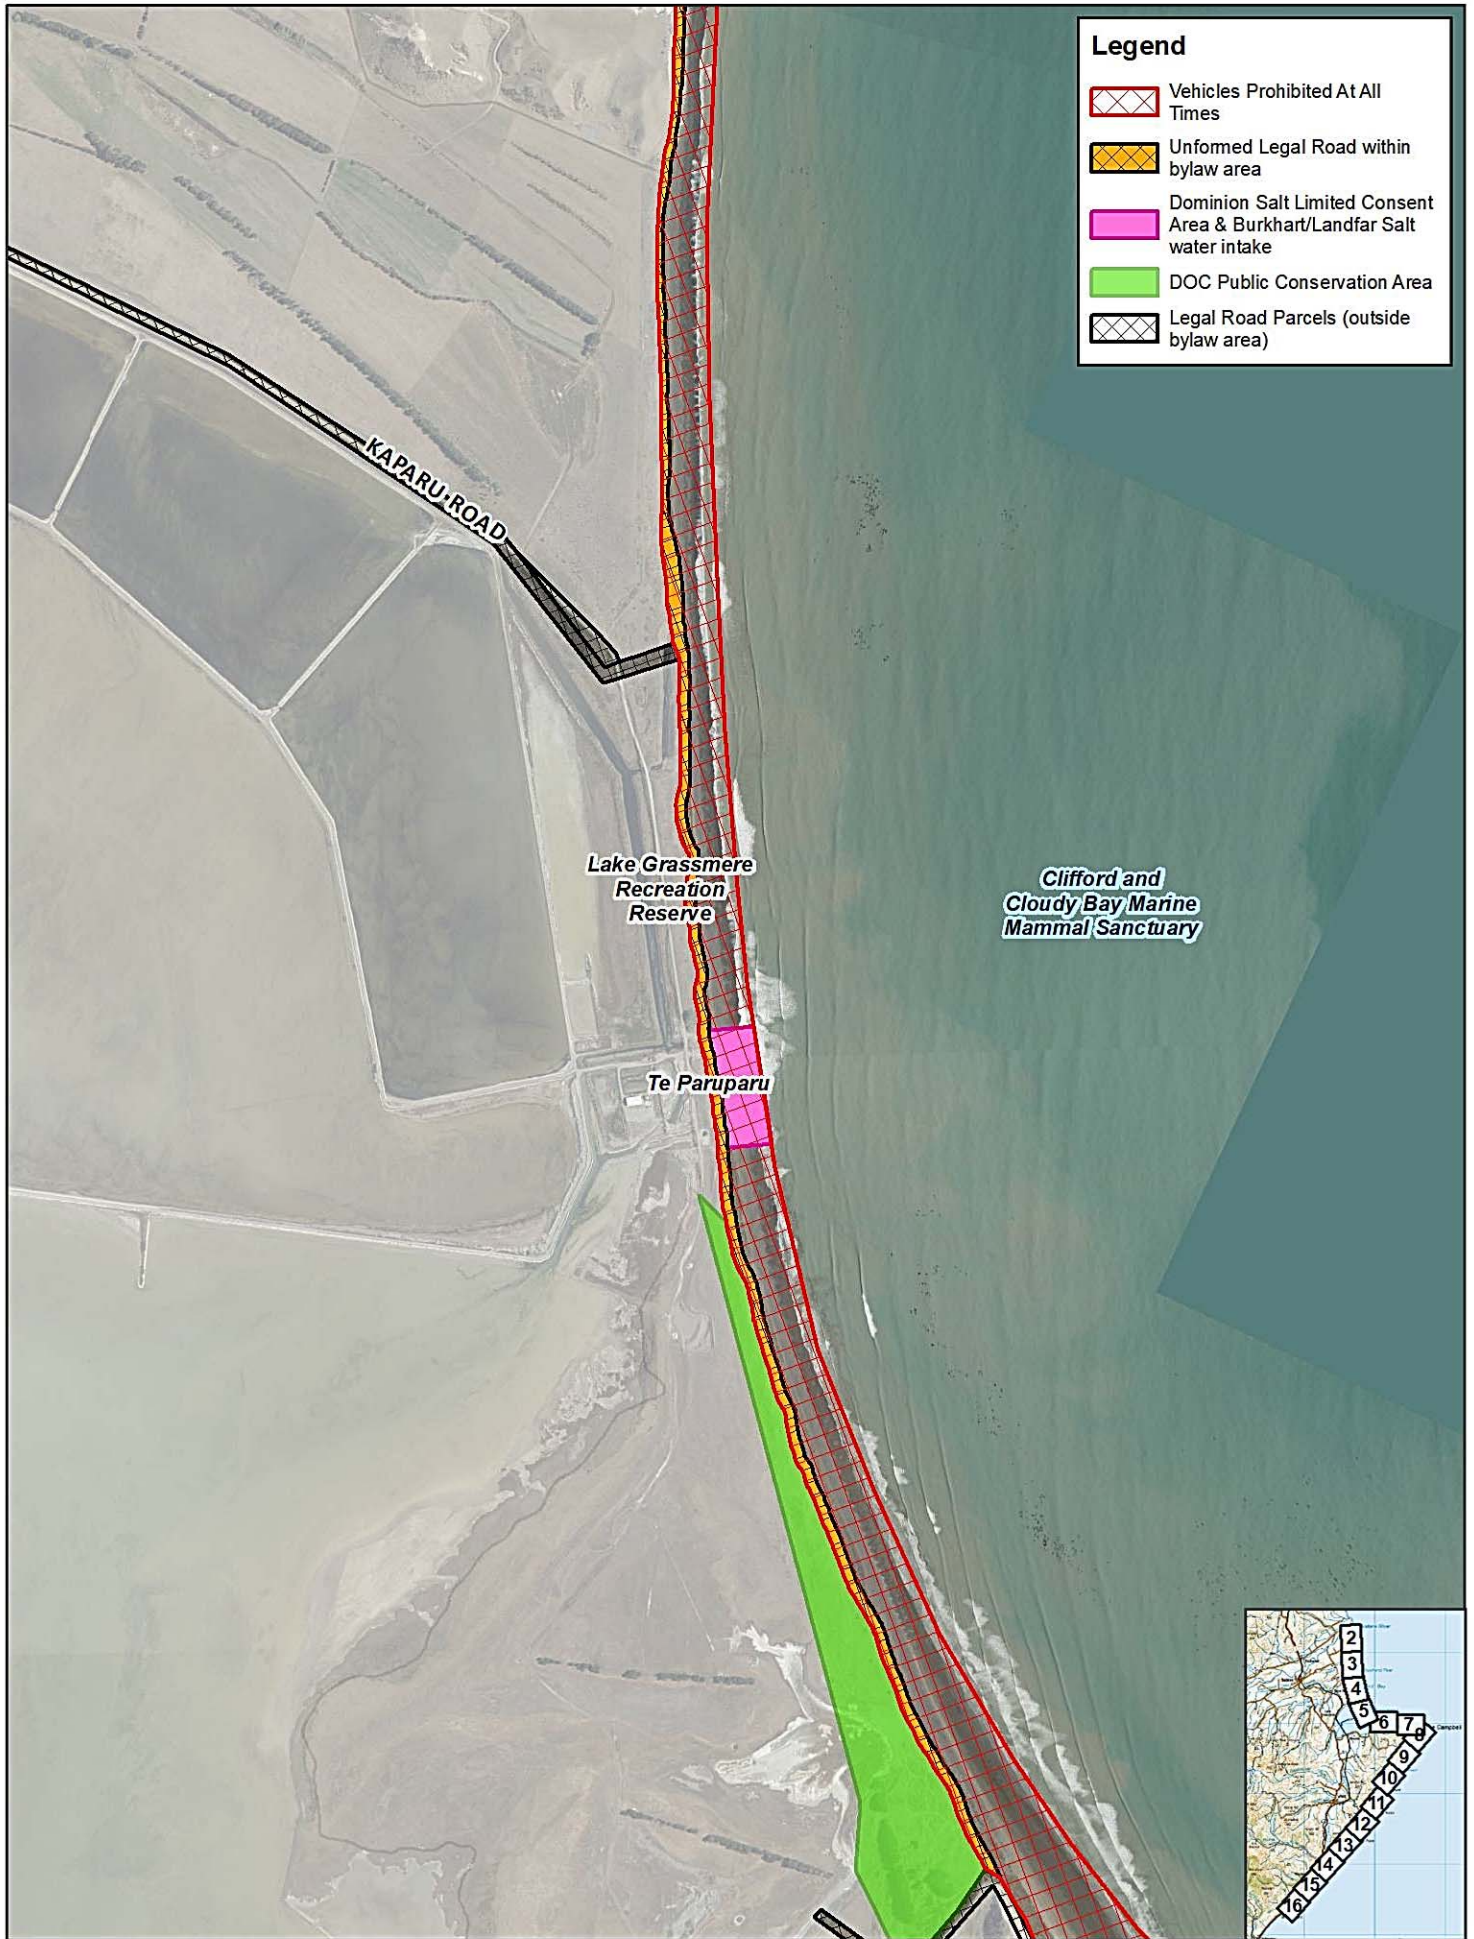 Legend
Vehicles Prohibited At All
Times
Unformed Legal Road within
bylaw area
Dominion Salt Limited Consent
Area & Burkhart/Landfar Salt
water intake
DOC Public Conservation Area
Legal Road Parcels (outside
bylaw area)
KAPARU ROAD
Lake Grassmere
Recreation
Reserve
Clifford and
Cloudy Bay Marine
Mammal Sanctuary
Te Paruparu
2
3
4
5
6
7
8
Campbell
9
10
11
12
13
14
15
16